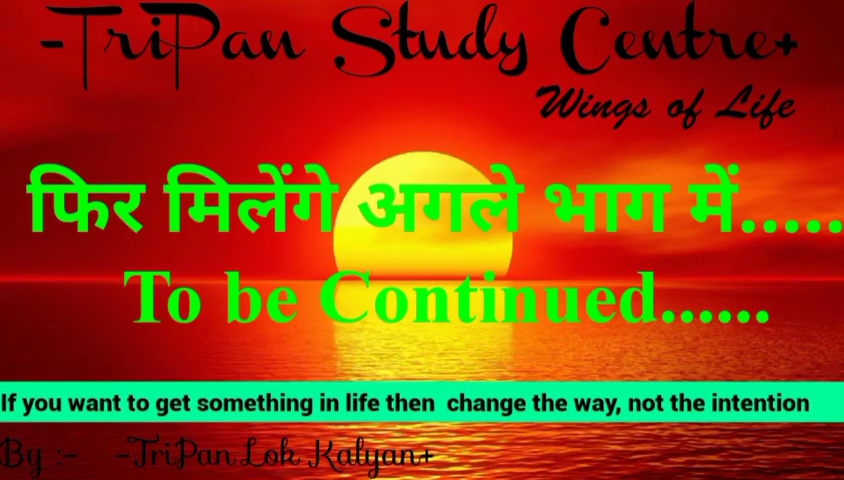 -TriPan Study Centre+
Wings of Life
फिर मिलेंगे अगले भाग में.....
To be Continued......
If you want to get something in life then  change the way, not the intention
By :-   -TriPan Lok Kalyan+